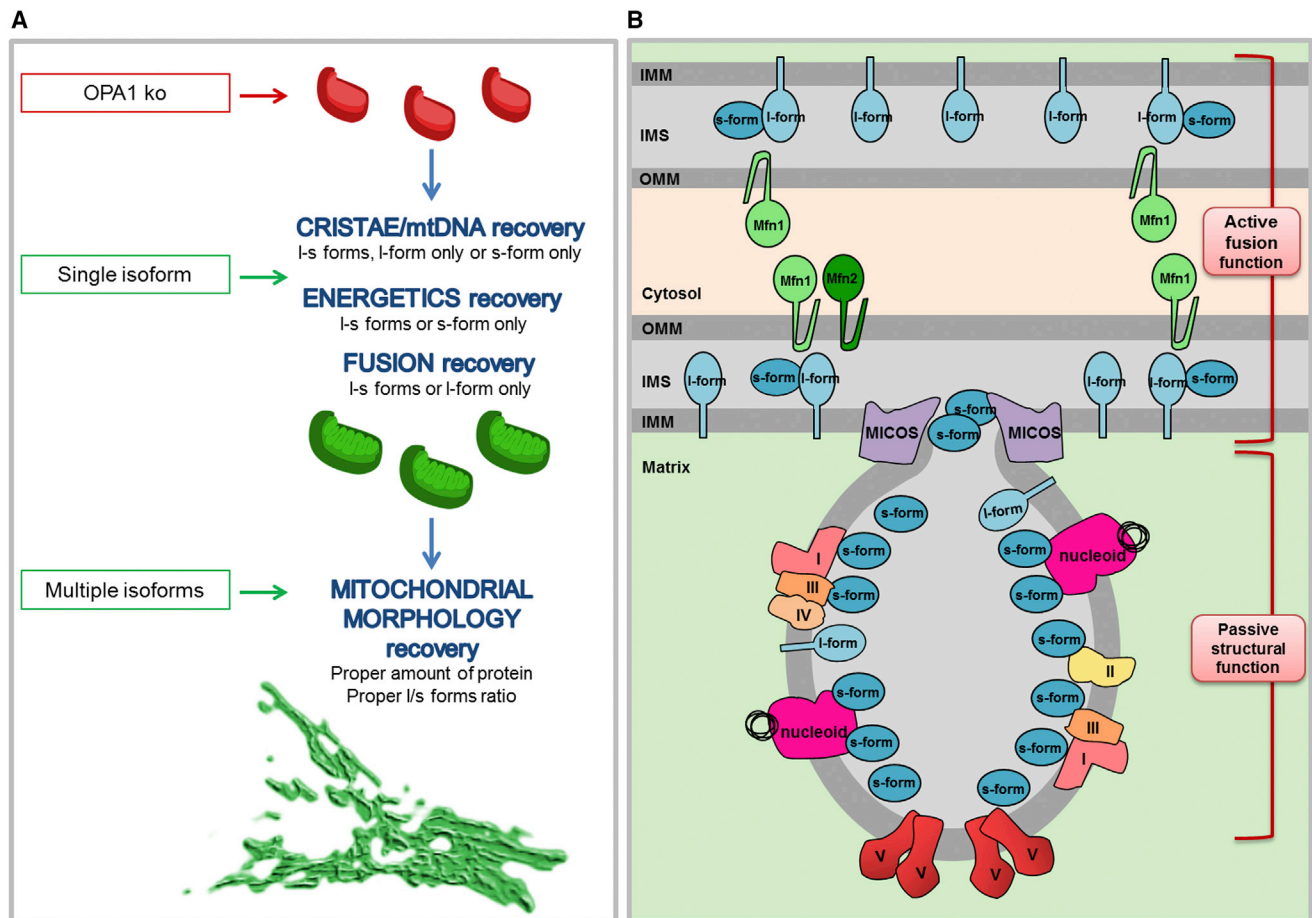 A
OPA1 ko
CRISTAE/mtDNA recovery
l-s forms, l-form only or s-form only
Single isoform
ENERGETICS recovery
l-s forms or s-form only
FUSION recovery
l-s forms or l-form only
Multiple isoforms
MITOCHONDRIAL
MORPHOLOGY
recovery
Proper amount of protein
Proper l/s forms ratio
B
IMM
s-form
l-form
l-form
l-form
l-form
l-form
s-form
IMS
OMM
Mfn1
Mfn1
Active
fusion
function
Mfn1
Mfn2
Mfn1
Cytosol
OMM
IMS
l-form
s-form
l-form
l-form
l-form
s-form
IMM
MICOS
s-form
s-form
MICOS
Matrix
s-form
l-form
I
s-form
s-form
nucleoid
III
s-form
s-form
IV
l-form
s-form
II
Passive
structural
function
s-form
s-form
nucleoid
s-form
s-form
III
I
s-form
s-form
V
V
V
V